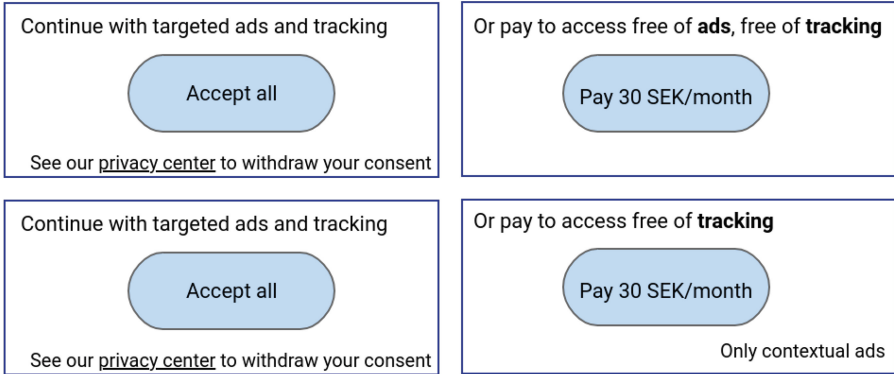 Continue with targeted ads and tracking
Accept all
See our privacy center to withdraw your consent
Or pay to access free of ads, free of tracking
Pay 30 SEK/month
Continue with targeted ads and tracking
Accept all
See our privacy center to withdraw your consent
Or pay to access free of tracking
Pay 30 SEK/month
Only contextual ads